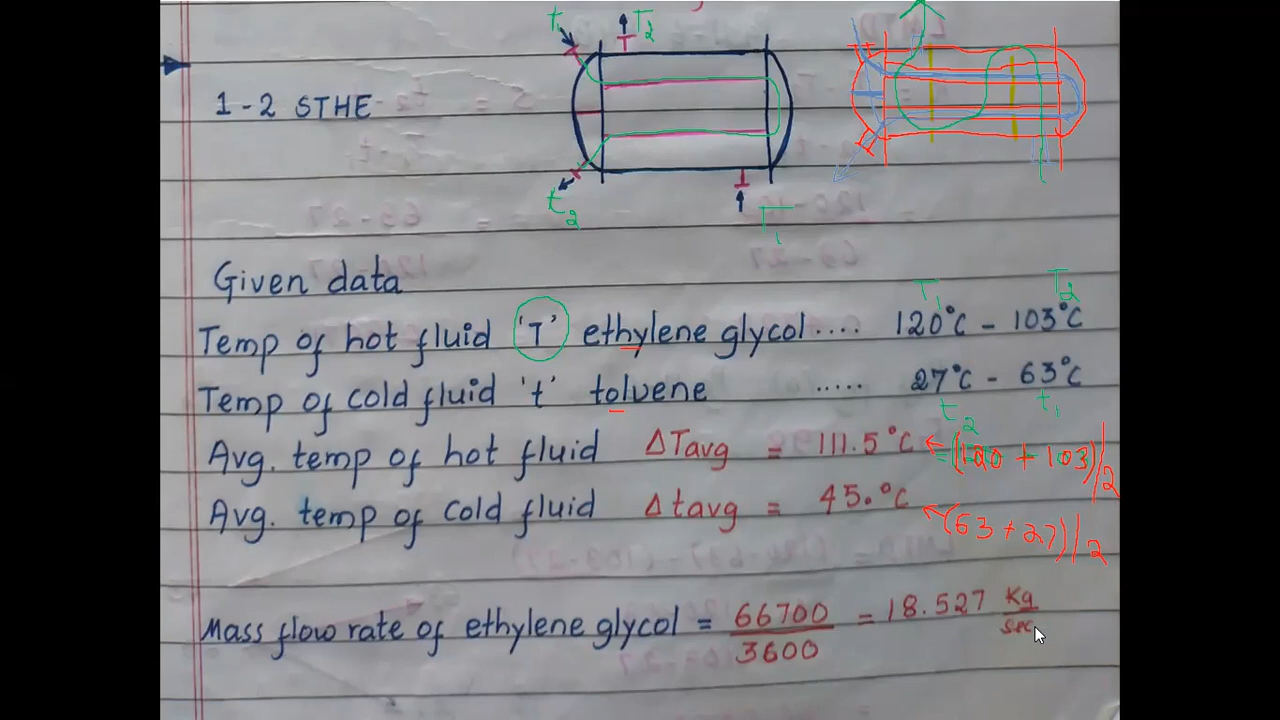 t₁ T₂
1-2 STHE
t₂ T₁
Given data
T₁ T₂
Temp of hot fluid 'T' ethylene glycol.... 120°C - 103°C
Temp of cold fluid 't' toluene ..... 27°C - 63°C
t₂ t₁
Avg. temp of hot fluid ΔTavg = 111.5°C ← = (120 + 103)/2
Avg. temp of cold fluid Δtavg = 45.°C ← (63+27)/2
Mass flow rate of ethylene glycol = 66700/3600 = 18.527 Kg/sec